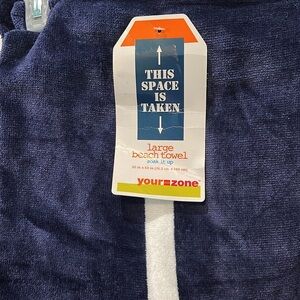 THIS
SPACE
IS
TAKEN
large
beach towel
soak it up
your zone